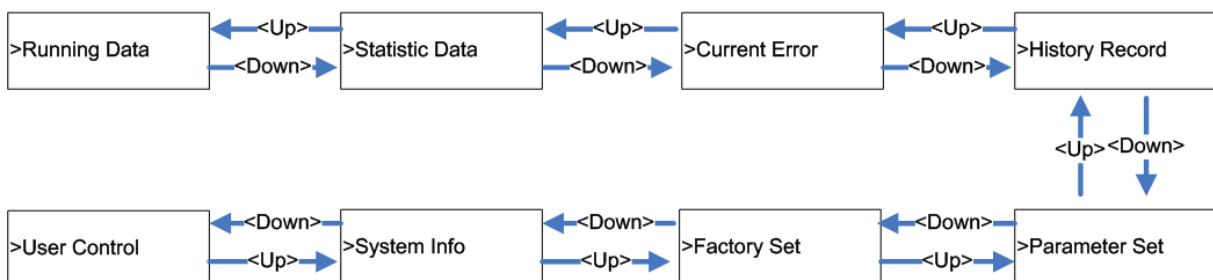 <Up> <Up> <Up>
>Running Data >Statistic Data >Current Error >History Record
<Down> <Down> <Down>
<Up> <Down>
<Down> <Down> <Down>
>User Control >System Info >Factory Set >Parameter Set
<Up> <Up> <Up>